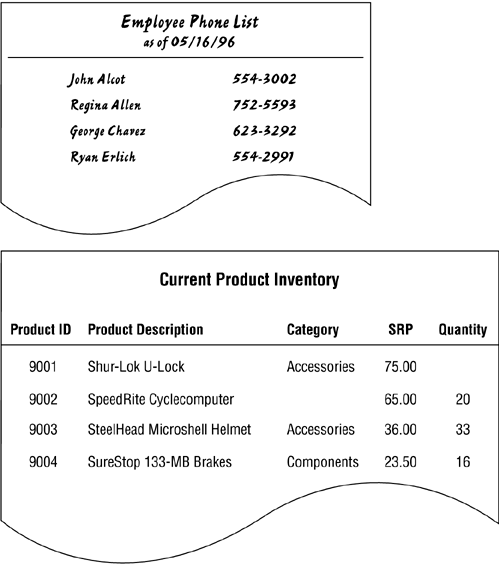 Employee Phone List
as of 05/16/96
John Alcot 554-3002
Regina Allen 752-5593
George Chavez 623-3292
Ryan Erlich 554-2991
Current Product Inventory
Product ID Product Description Category SRP Quantity
9001 Shur-Lok U-Lock Accessories 75.00
9002 SpeedRite Cyclecomputer 65.00 20
9003 SteelHead Microshell Helmet Accessories 36.00 33
9004 SureStop 133-MB Brakes Components 23.50 16